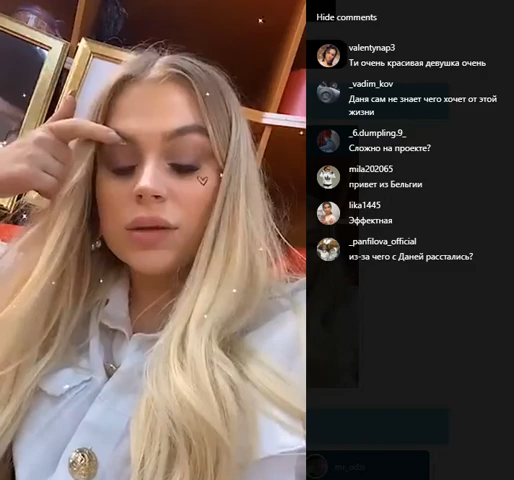 Hide comments
valentynap3
Ти очень красивая девушка очень
_vadim_kov
Даня сам не знает чего хочет от этой
жизни
_6.dumpling.9_
Сложно на проекте?
mila202065
привет из Бельгии
lika1445
Эффектная
_panfilova_official
из-за чего с Даней расстались?